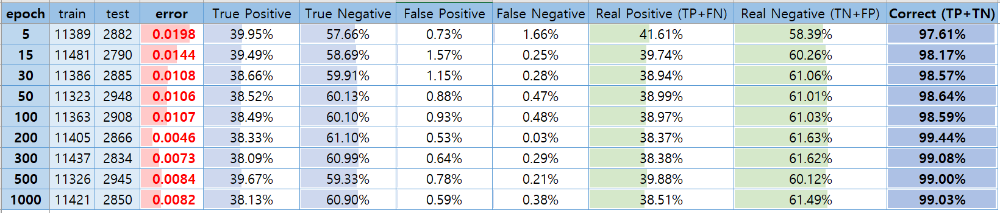 epoch train test error True Positive True Negative False Positive False Negative Real Positive (TP+FN) Real Negative (TN+FP) Correct (TP+TN)
5 11389 2882 0.0198 39.95% 57.66% 0.73% 1.66% 41.61% 58.39% 97.61%
15 11481 2790 0.0144 39.49% 58.69% 1.57% 0.25% 39.74% 60.26% 98.17%
30 11386 2885 0.0108 38.66% 59.91% 1.15% 0.28% 38.94% 61.06% 98.57%
50 11323 2948 0.0106 38.52% 60.13% 0.88% 0.47% 38.99% 61.01% 98.64%
100 11363 2908 0.0107 38.49% 60.10% 0.93% 0.48% 38.97% 61.03% 98.59%
200 11405 2866 0.0046 38.33% 61.10% 0.53% 0.03% 38.37% 61.63% 99.44%
300 11437 2834 0.0073 38.09% 60.99% 0.64% 0.29% 38.38% 61.62% 99.08%
500 11326 2945 0.0084 39.67% 59.33% 0.78% 0.21% 39.88% 60.12% 99.00%
1000 11421 2850 0.0082 38.13% 60.90% 0.59% 0.38% 38.51% 61.49% 99.03%